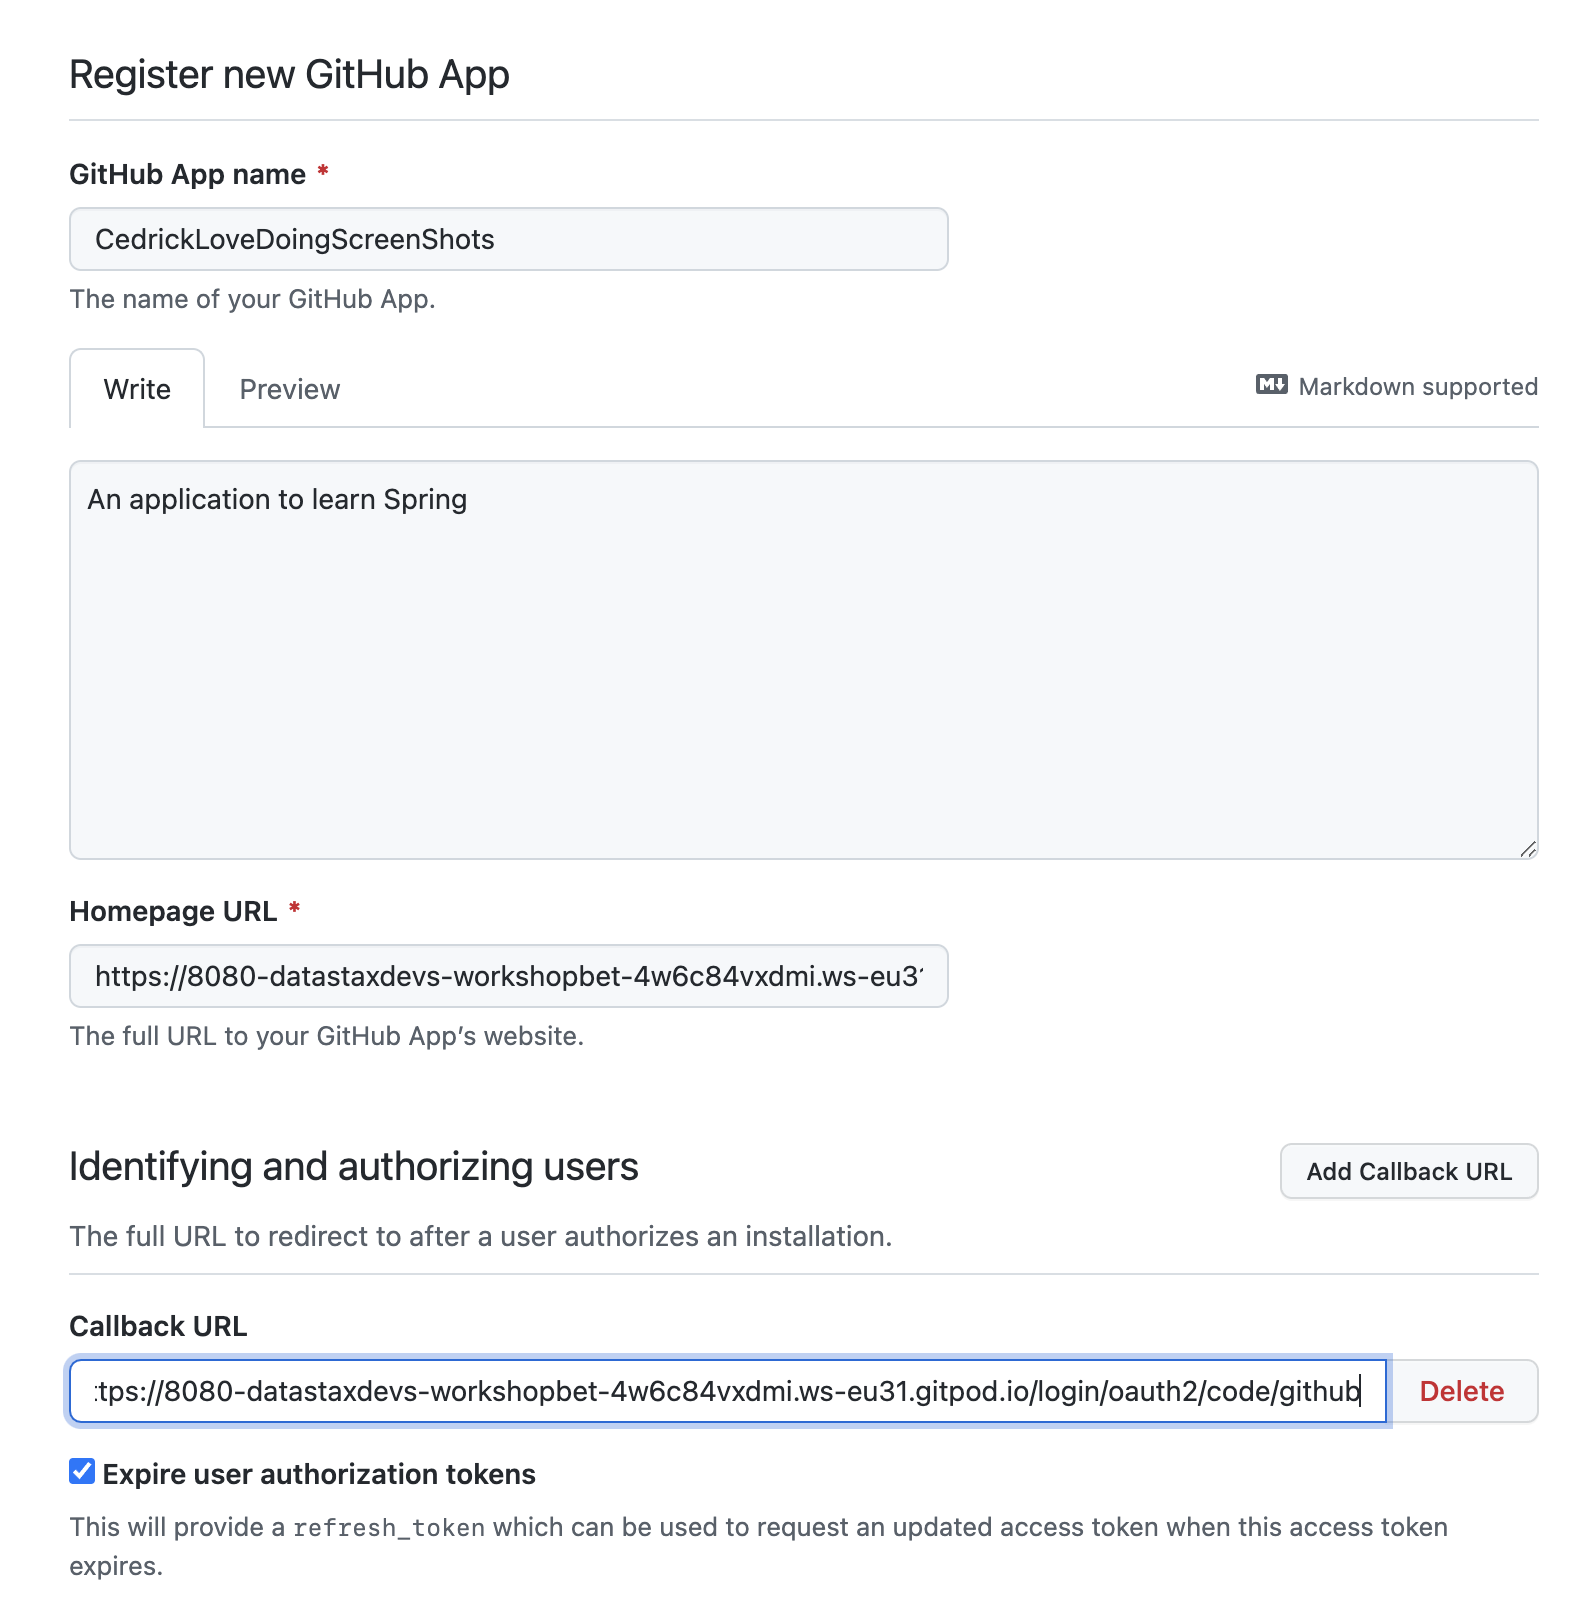 Register new GitHub App
GitHub App name *
CedrickLoveDoingScreenShots
The name of your GitHub App.
Write Preview Markdown supported
An application to learn Spring
Homepage URL *
https://8080-datastaxdevs-workshopbet-4w6c84vxdmi.ws-eu31
The full URL to your GitHub App’s website.
Identifying and authorizing users
Add Callback URL
The full URL to redirect to after a user authorizes an installation.
Callback URL
tps://8080-datastaxdevs-workshopbet-4w6c84vxdmi.ws-eu31.gitpod.io/login/oauth2/code/github
Delete
Expire user authorization tokens
This will provide a refresh_token which can be used to request an updated access token when this access token
expires.